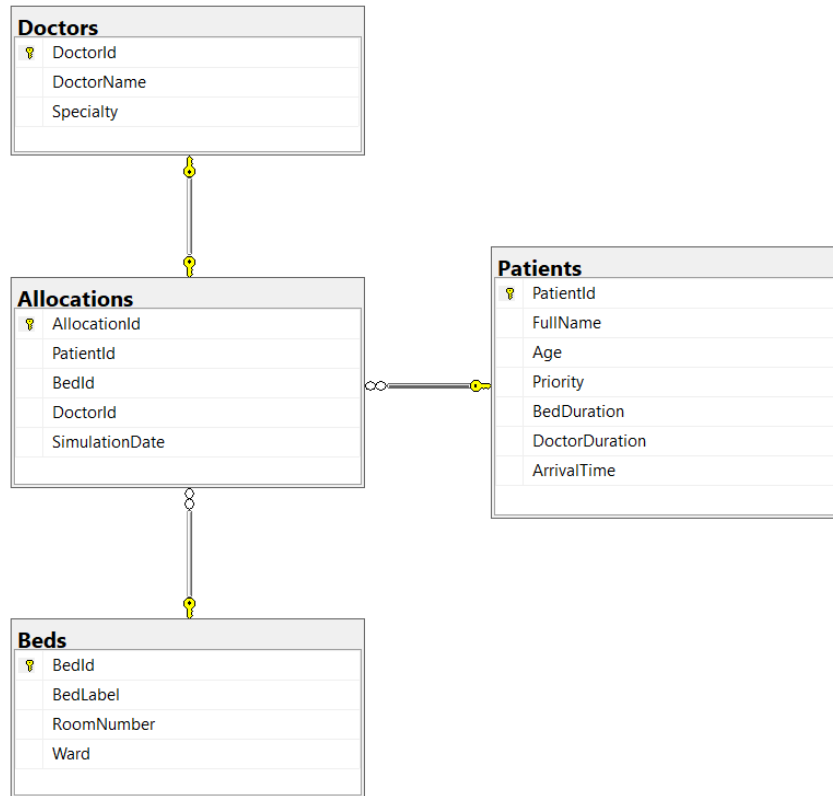 Doctors
DoctorId
DoctorName
Specialty
Allocations
AllocationId
PatientId
BedId
DoctorId
SimulationDate
Patients
PatientId
FullName
Age
Priority
BedDuration
DoctorDuration
ArrivalTime
Beds
BedId
BedLabel
RoomNumber
Ward